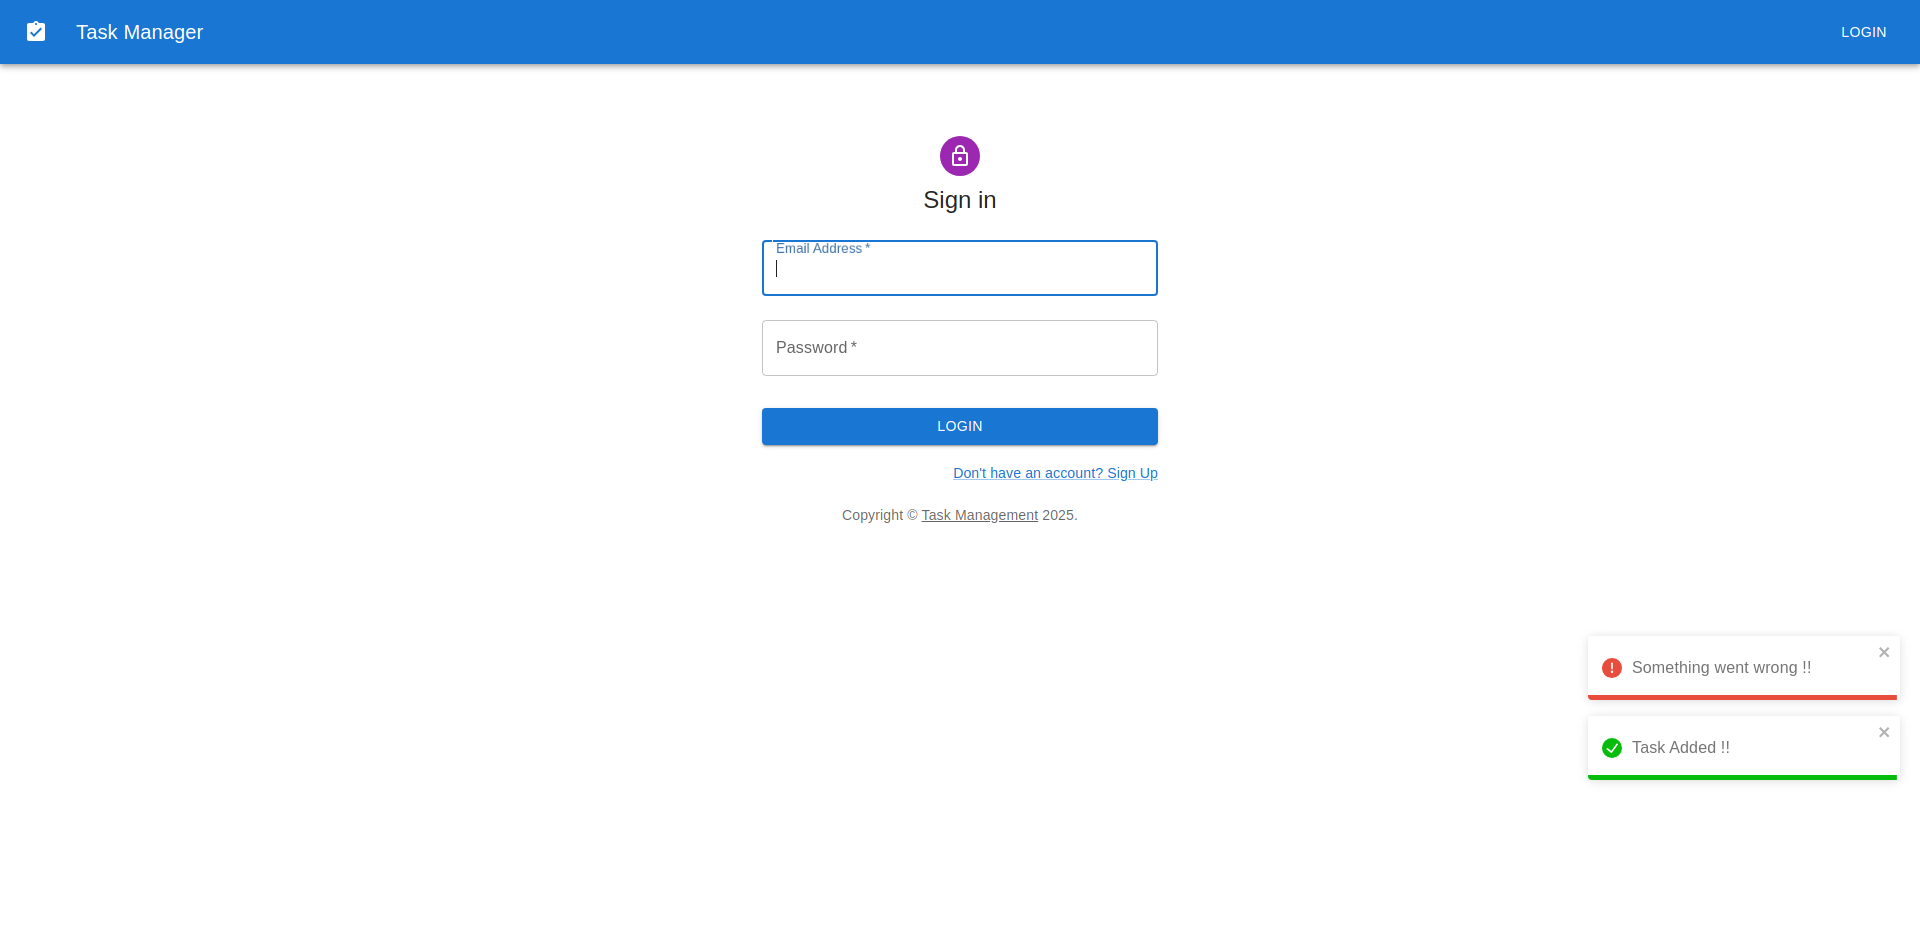 Task Manager
LOGIN
Sign in
Email Address *
Password *
LOGIN
Don't have an account? Sign Up
Copyright © Task Management 2025.
Something went wrong !!
Task Added !!